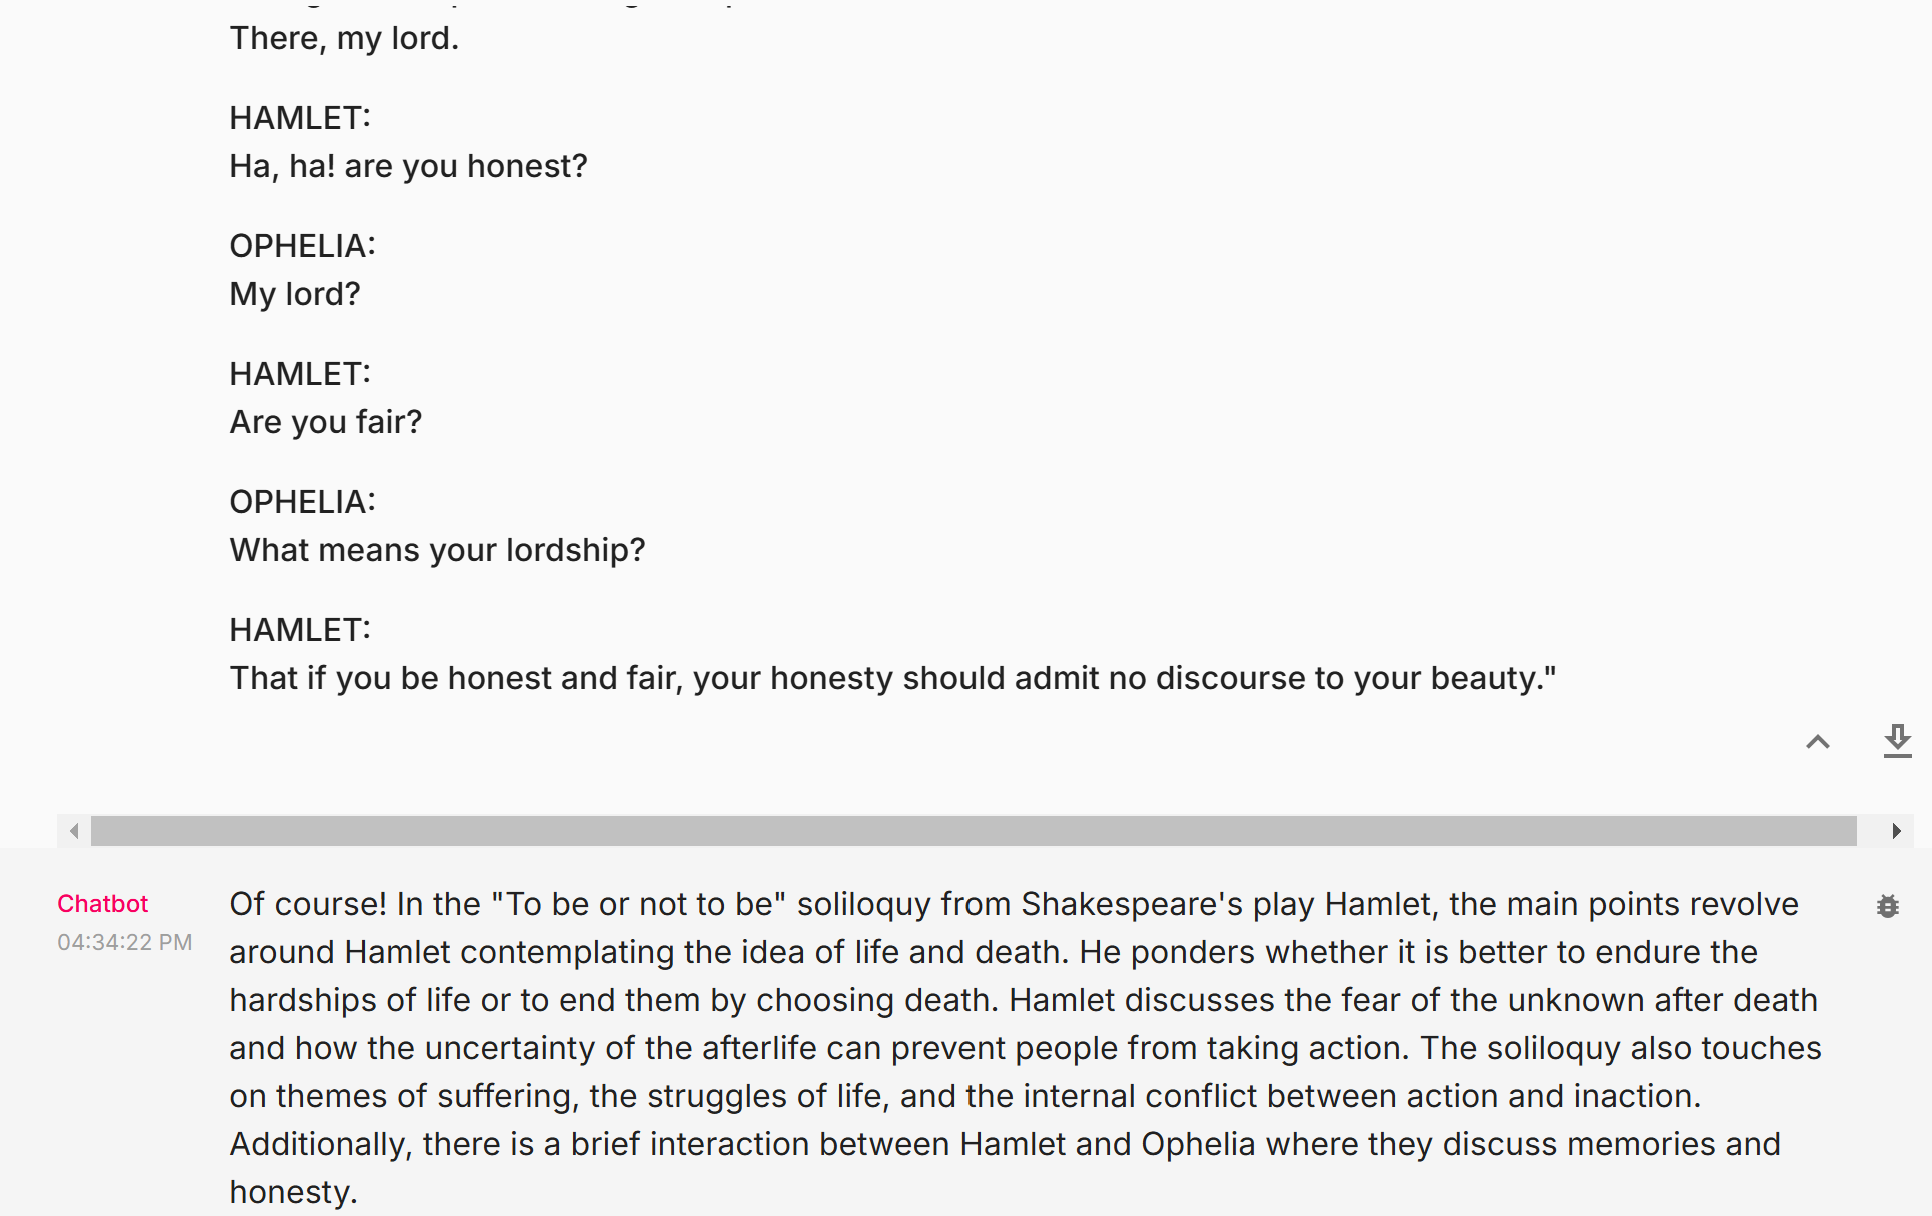 There, my lord.
HAMLET:
Ha, ha! are you honest?
OPHELIA:
My lord?
HAMLET:
Are you fair?
OPHELIA:
What means your lordship?
HAMLET:
That if you be honest and fair, your honesty should admit no discourse to your beauty."
Chatbot
04:34:22 PM
Of course! In the "To be or not to be" soliloquy from Shakespeare's play Hamlet, the main points revolve
around Hamlet contemplating the idea of life and death. He ponders whether it is better to endure the
hardships of life or to end them by choosing death. Hamlet discusses the fear of the unknown after death
and how the uncertainty of the afterlife can prevent people from taking action. The soliloquy also touches
on themes of suffering, the struggles of life, and the internal conflict between action and inaction.
Additionally, there is a brief interaction between Hamlet and Ophelia where they discuss memories and
honesty.